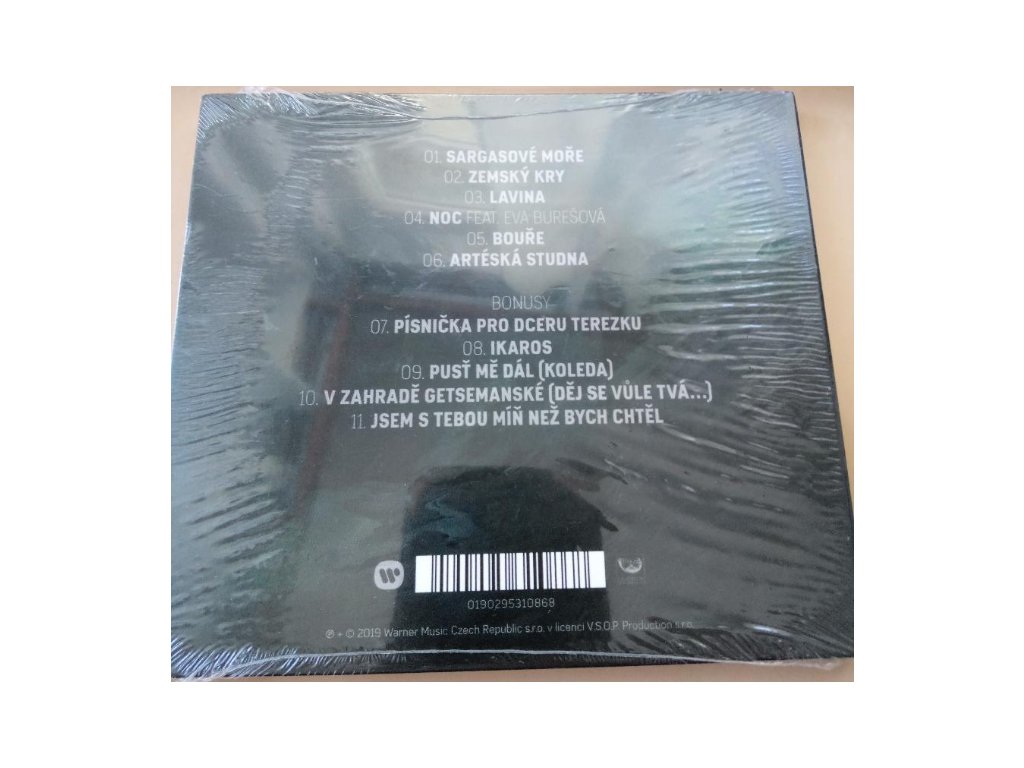 01. SARGASOVÉ MOŘE
02. ZEMSKÝ KRY
03. LAVINA
04. NOC FEAT. EVA BUREŠOVÁ
05. BOUŘE
06. ARTÉSKÁ STUDNA
BONUSY
07. PÍSNIČKA PRO DCERU TEREZKU
08. IKAROS
09. PUSŤ MĚ DÁL (KOLEDA)
10. V ZAHRADĚ GETSEMANSKÉ (DĚJ SE VŮLE TVÁ...)
11. JSEM S TEBOU MÍŇ NEŽ BYCH CHTĚL
0190295310868
℗ + © 2019 Warner Music Czech Republic s.r.o. v licenci V.S.O.P. Production s.r.o.